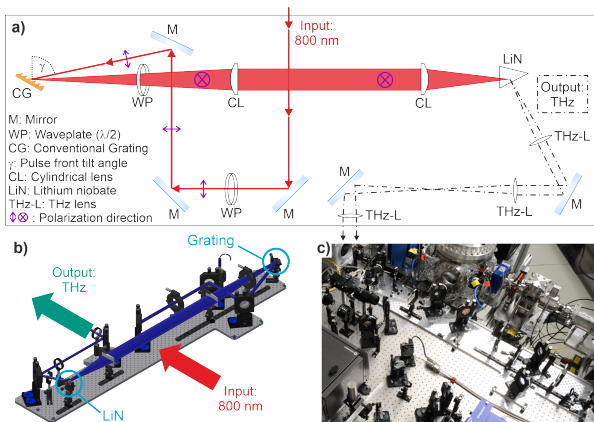 a)
Input:
800 nm
M
LiN
γ
CG
WP
CL
CL
Output:
THz
M: Mirror
WP: Waveplate (λ/2)
CG: Conventional Grating
γ: Pulse front tilt angle
CL: Cylindrical lens
LiN: Lithium niobate
THz-L: THz lens
: Polarization direction
THz-L
M
THz-L
M
M
WP
M
THz-L
b)
Grating
c)
Output:
THz
Input:
800 nm
LiN